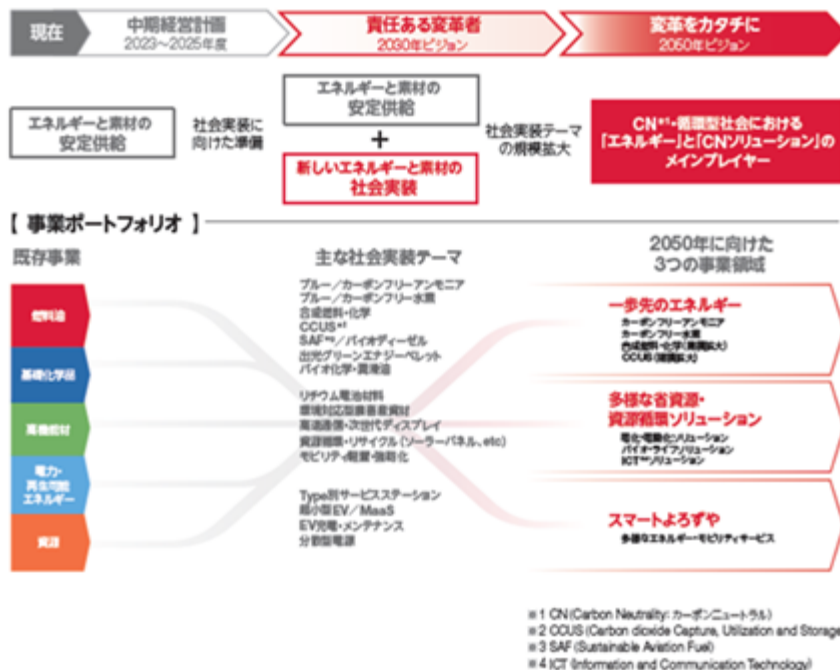 現在
中期経営計画
2023～2025年度
責任ある変革者
2030年ビジョン
変革をカタチに
2050年ビジョン
エネルギーと素材の
安定供給
社会実装に
向けた準備
エネルギーと素材の
安定供給
+
新しいエネルギーと素材の
社会実装
社会実装テーマ
の規模拡大
CN※1・循環型社会における
「エネルギー」と「CNソリューション」の
メインプレイヤー
【 事業ポートフォリオ 】
既存事業
主な社会実装テーマ
2050年に向けた
3つの事業領域
燃料油
基礎化学品
高機能材
電力・
再生可能
エネルギー
資源
ブルー／カーボンフリーアンモニア
ブルー／カーボンフリー水素
合成燃料・化学
CCUS※2
SAF※3／バイオディーゼル
出光グリーンエナジーペレット
バイオ化学・潤滑油
リチウム電池材料
環境対応型農畜産資材
高速通信・次世代ディスプレイ
資源循環・リサイクル（ソーラーパネル、etc）
モビリティ軽量・強靭化
Type別サービスステーション
超小型EV／MaaS
EV充電・メンテナンス
分散型電源
一歩先のエネルギー
カーボンフリーアンモニア
カーボンフリー水素
合成燃料・化学（展開拡大）
CCUS（展開拡大）
多様な省資源・
資源循環ソリューション
電化・電動化ソリューション
バイオ・ライフソリューション
ICT※4ソリューション
スマートよろずや
多様なエネルギー・モビリティサービス
※1 CN（Carbon Neutrality：カーボンニュートラル）
※2 CCUS（Carbon dioxide Capture, Utilization and Storage
※3 SAF（Sustainable Aviation Fuel）
※4 ICT（Information and Communication Technology）